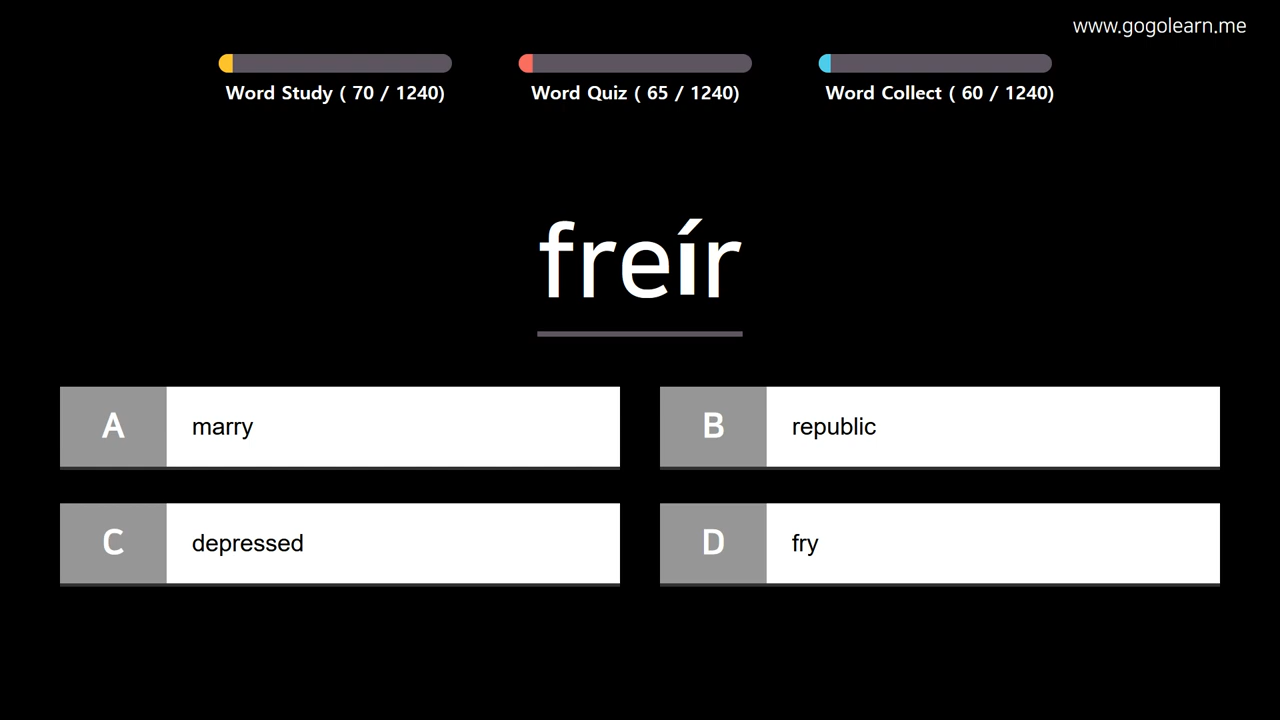 www.gogolearn.me
Word Study ( 70 / 1240)
Word Quiz ( 65 / 1240)
Word Collect ( 60 / 1240)
freír
A marry
B republic
C depressed
D fry